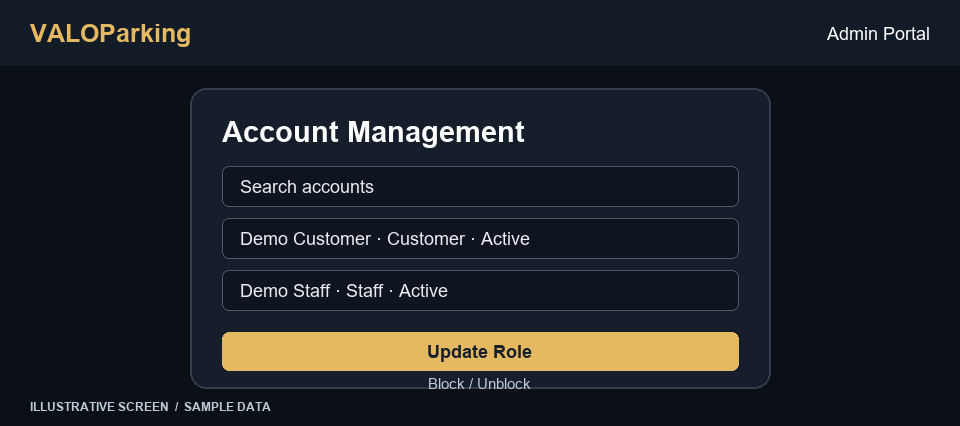 VALOParking
Admin Portal
Account Management
Search accounts
Demo Customer · Customer · Active
Demo Staff · Staff · Active
Update Role
Block / Unblock
ILLUSTRATIVE SCREEN / SAMPLE DATA